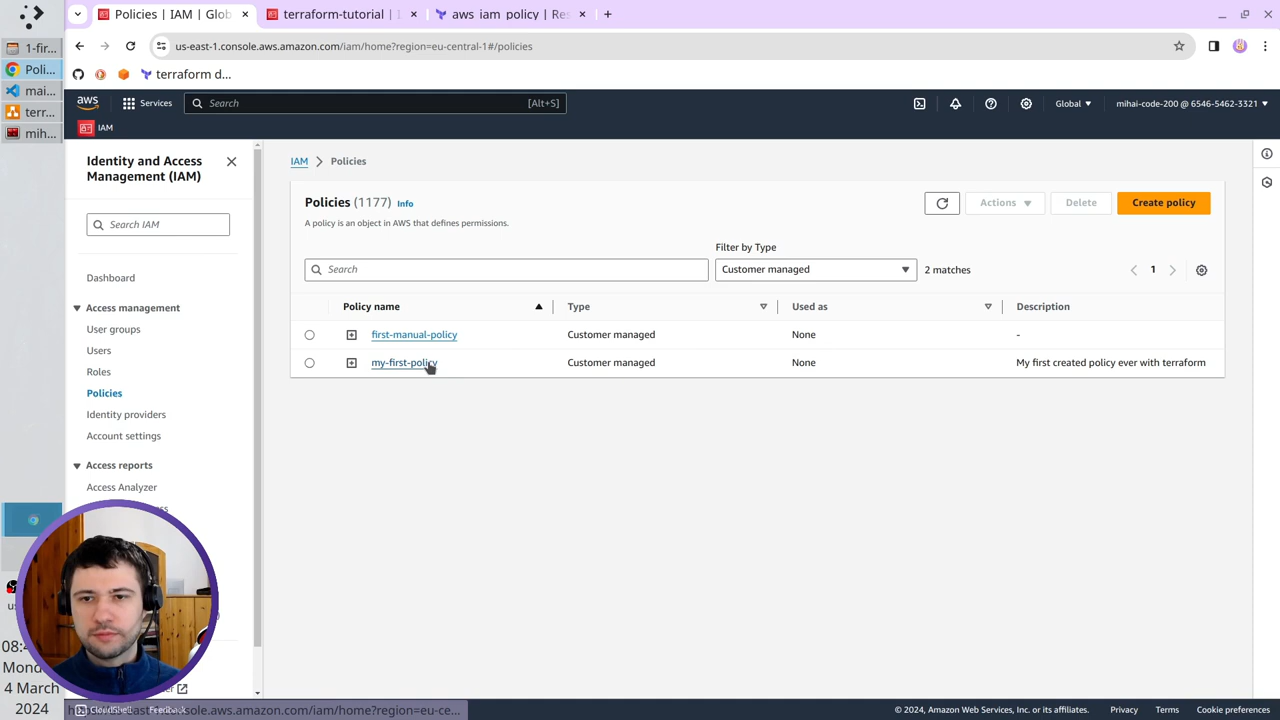 1-fir...
Poli...
mai...
terr...
mih...
Policies | IAM | Glob
terraform-tutorial | I
aws_iam_policy | Res
us-east-1.console.aws.amazon.com/iam/home?region=eu-central-1#/policies
terraform d...
aws
Services
Search
[Alt+S]
Global
mihai-code-200 @ 6546-5462-3321
IAM
Identity and Access
Management (IAM)
Search IAM
Dashboard
Access management
User groups
Users
Roles
Policies
Identity providers
Account settings
Access reports
Access Analyzer
IAM
Policies
Policies (1177) Info
A policy is an object in AWS that defines permissions.
Actions
Delete
Create policy
Filter by Type
Search
Customer managed
2 matches
1
Policy name
Type
Used as
Description
first-manual-policy
Customer managed
None
-
my-first-policy
Customer managed
None
My first created policy ever with terraform
us
08:4
Mond
4 March
2024
CloudShell
Feedback
© 2024, Amazon Web Services, Inc. or its affiliates.
Privacy
Terms
Cookie preferences